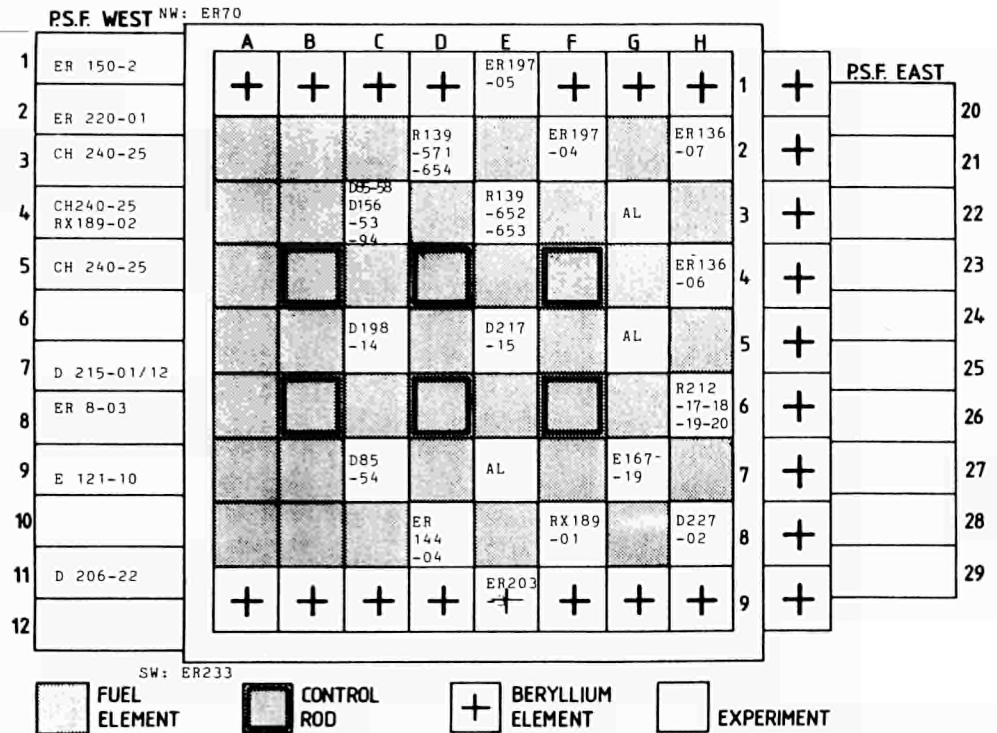 P.S.F. WEST NW: ER70
A B C D E F G H
P.S.F. EAST
1 ER 150-2
2 ER 220-01
3 CH 240-25
4 CH240-25
RX189-02
5 CH 240-25
6
7 D 215-01/12
8 ER 8-03
9 E 121-10
10
11 D 206-22
12
ER197
-05
1
R139
-571
-654
ER197
-04
ER136
-07
2
D85-58
D156
-53
-94
R139
-652
-653
AL
3
ER136
-06
4
D198
-14
D217
-15
AL
5
R212
-17-18
-19-20
6
D85
-54
AL
E167-
-19
7
ER
144
-04
RX189
-01
D227
-02
8
ER203
9
20
21
22
23
24
25
26
27
28
29
SW: ER233
FUEL
ELEMENT
CONTROL
ROD
BERYLLIUM
ELEMENT
EXPERIMENT